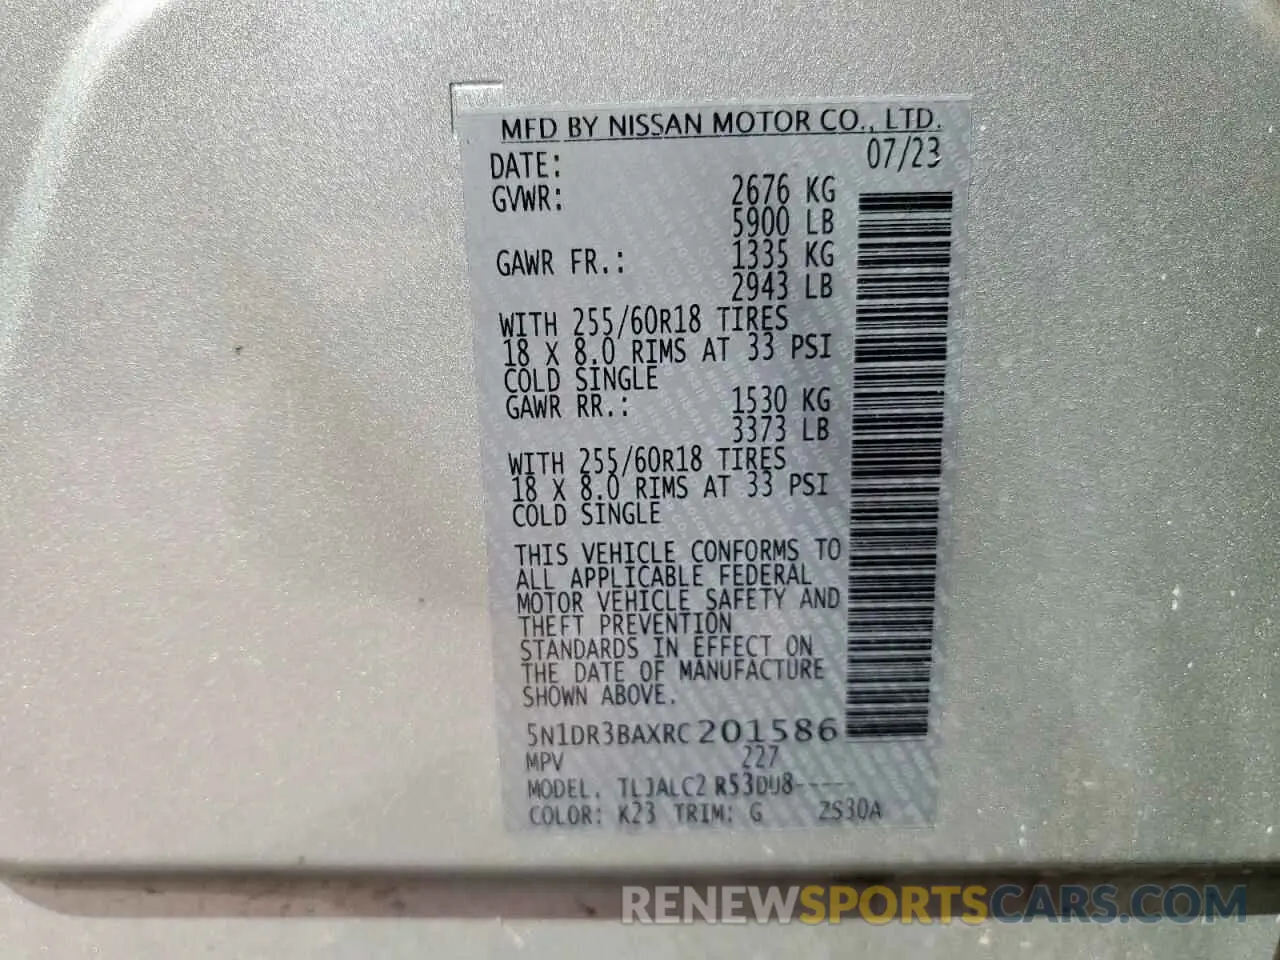 MFD BY NISSAN MOTOR CO., LTD.
DATE: 07/23
GVWR: 2676 KG
5900 LB
GAWR FR.: 1335 KG
2943 LB
WITH 255/60R18 TIRES
18 X 8.0 RIMS AT 33 PSI
COLD SINGLE
GAWR RR.: 1530 KG
3373 LB
WITH 255/60R18 TIRES
18 X 8.0 RIMS AT 33 PSI
COLD SINGLE
THIS VEHICLE CONFORMS TO
ALL APPLICABLE FEDERAL
MOTOR VEHICLE SAFETY AND
THEFT PREVENTION
STANDARDS IN EFFECT ON
THE DATE OF MANUFACTURE
SHOWN ABOVE.
5N1DR3BAXRC201586
MPV 227
MODEL.
COLOR: K23 TRIM: G 2S30A
RENEWSPORTSCARS.COM